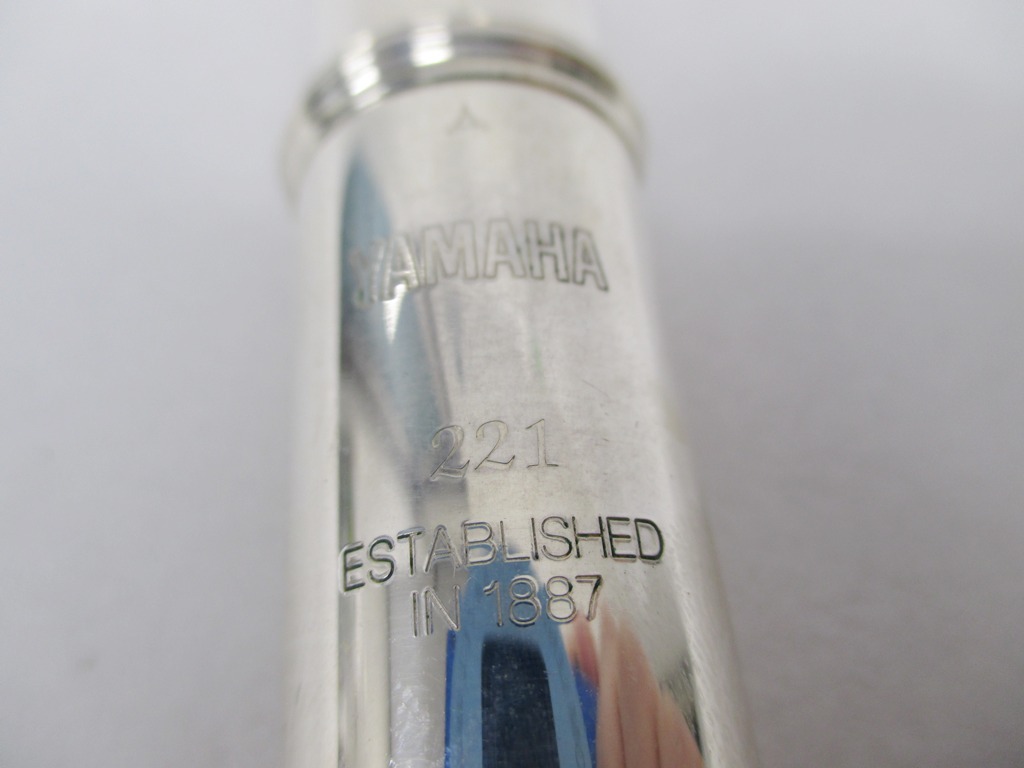 YAMAHA
221
ESTABLISHED
IN 1887